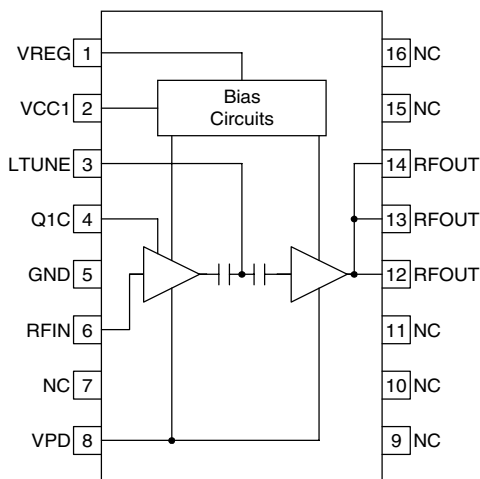 VREG 1
VCC1 2
LTUNE 3
Q1C 4
GND 5
RFIN 6
NC 7
VPD 8
Bias
Circuits
16 NC
15 NC
14 RFOUT
13 RFOUT
12 RFOUT
11 NC
10 NC
9 NC